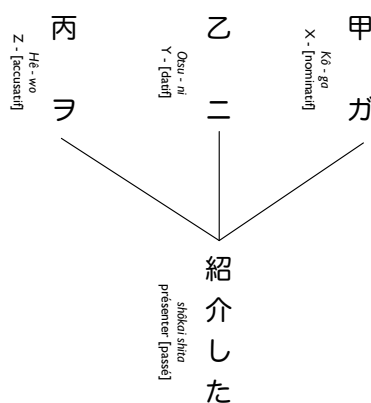 甲ガ
Kô - ga
X - [nominatif]
乙ニ
Otsu - ni
Y - [datif]
丙ヲ
Hê - wo
Z - [accusatif]
紹介した
shôkai shita
présenter [passé]